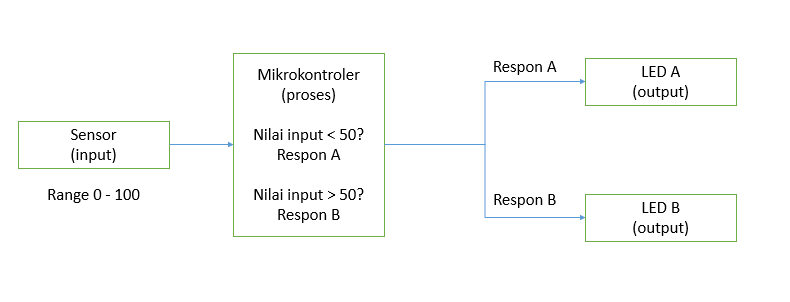 Sensor
(input)
Range 0 - 100
Mikrokontroler
(proses)
Nilai input < 50?
Respon A
Nilai input > 50?
Respon B
Respon A
LED A
(output)
Respon B
LED B
(output)